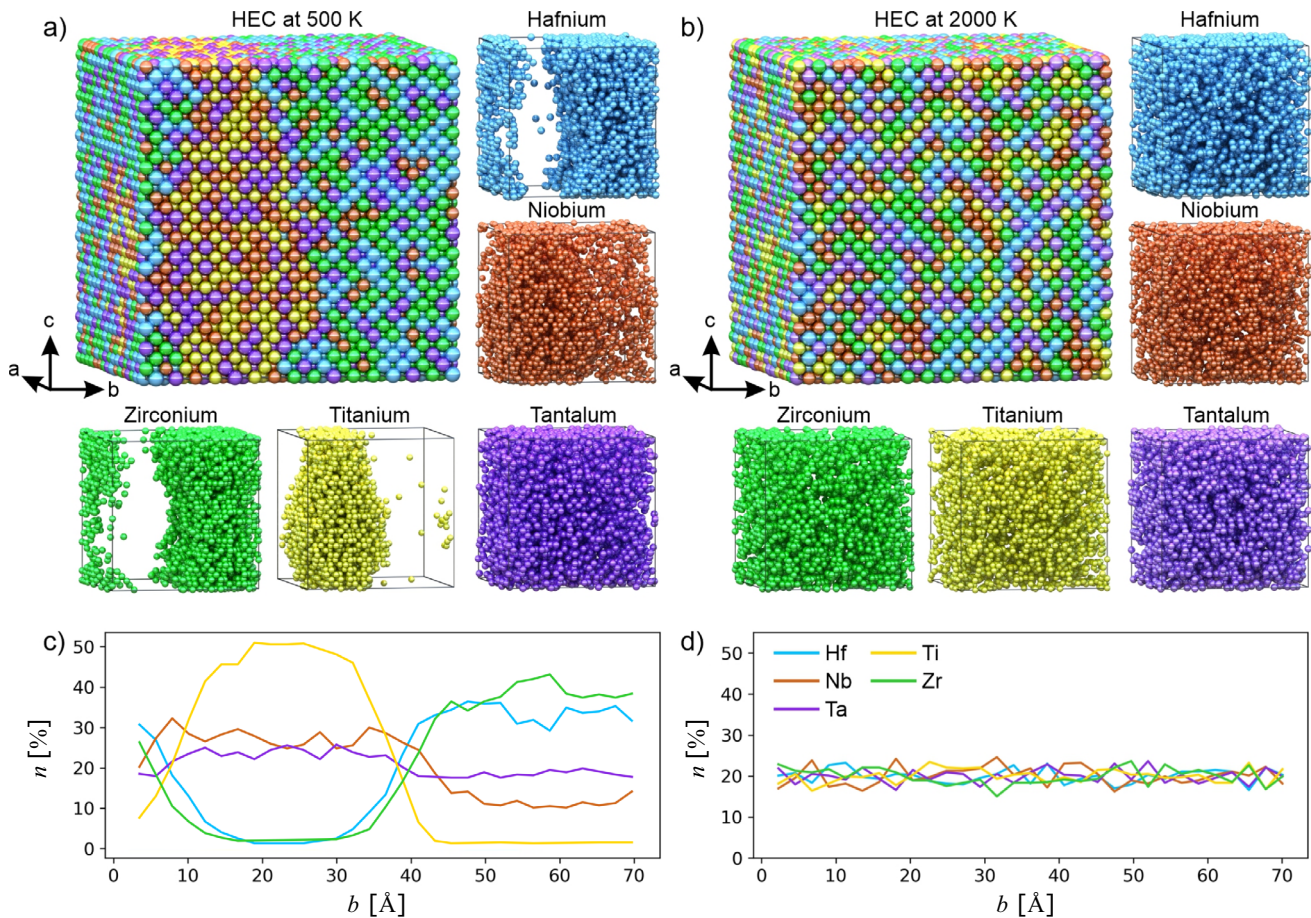 a) HEC at 500 K Hafnium
Niobium
c
a
b
Zirconium Titanium Tantalum
b) HEC at 2000 K Hafnium
Niobium
c
a
b
Zirconium Titanium Tantalum
c)
50
40
30
20
10
0
n [%]
0 10 20 30 40 50 60 70
b [Å]
d)
50
40
30
20
10
0
n [%]
Hf Ti
Nb Zr
Ta
0 10 20 30 40 50 60 70
b [Å]